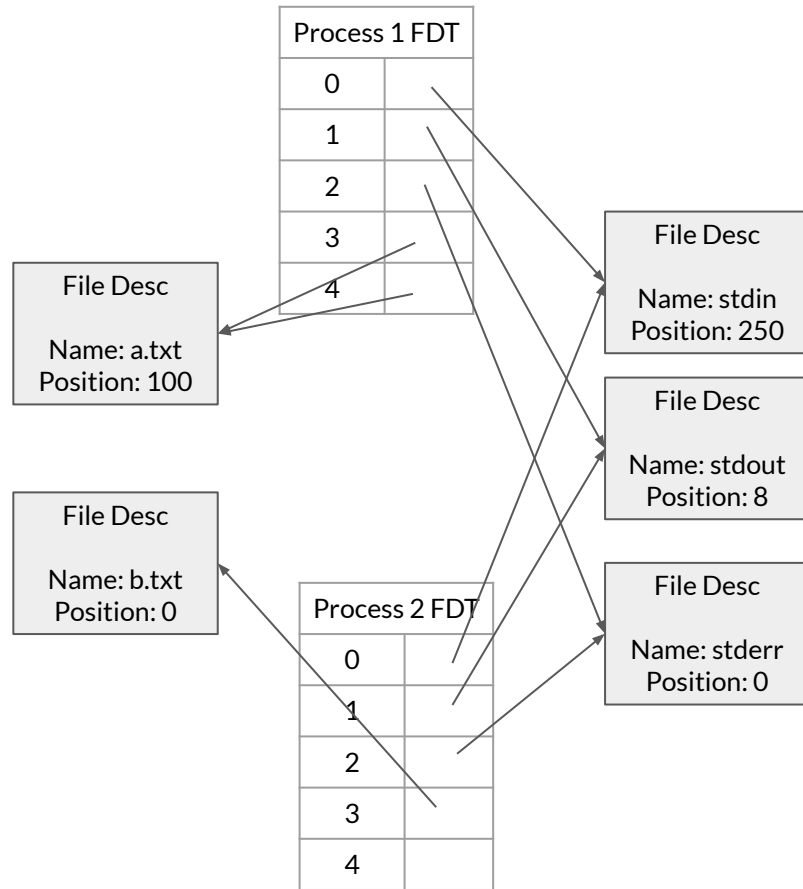 Process 1 FDT
0
1
2
3
4
File Desc
Name: a.txt
Position: 100
File Desc
Name: stdin
Position: 250
File Desc
Name: stdout
Position: 8
File Desc
Name: b.txt
Position: 0
File Desc
Name: stderr
Position: 0
Process 2 FDT
0
1
2
3
4